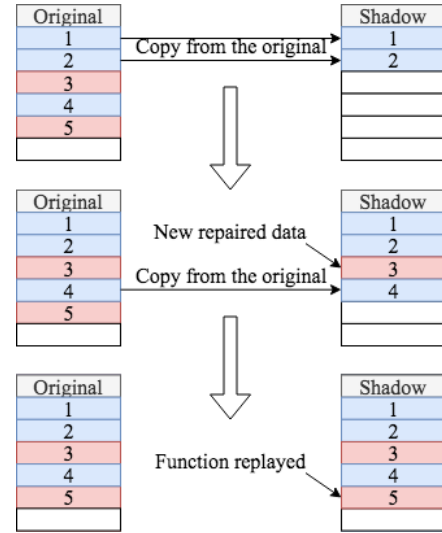 Original
Shadow
1
Copy from the original
1
2
2
3
4
5
Original
Shadow
1
1
2
New repaired data
2
3
3
4
Copy from the original
4
5
Original
Shadow
1
1
2
2
3
3
4
4
5
Function replayed
5